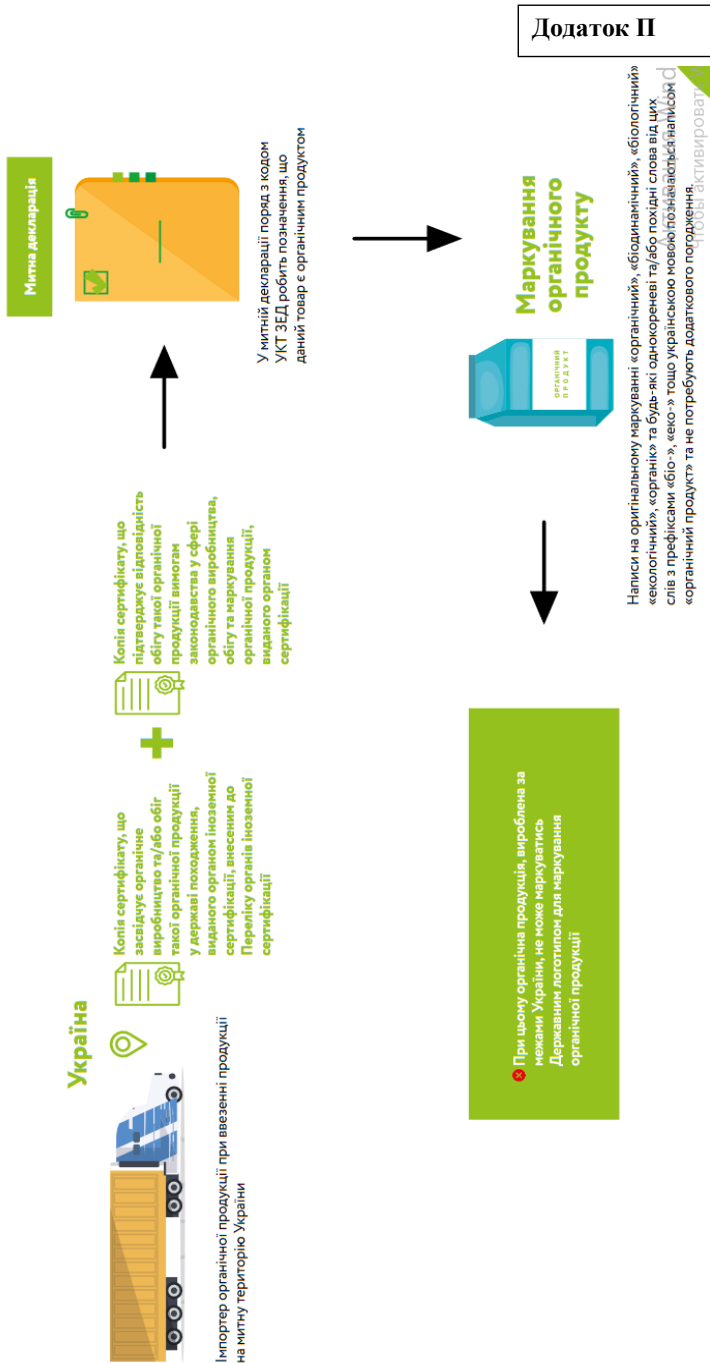 Додаток П
Україна
Імпортер органічної продукції при ввезенні продукції
на митну територію України
Копія сертифікату, що
засвідчує органічне
виробництво та/або обіг
такої органічної продукції
у державі походження,
виданого органом іноземної
сертифікації, внесеним до
Переліку органів іноземної
сертифікації
+
Копія сертифікату, що
підтверджує відповідність
обігу такої органічної
продукції вимогам
законодавства у сфері
органічного виробництва,
обігу та маркування
органічної продукції,
виданого органом
сертифікації
Митна декларація
У митній декларації поряд з кодом
УКТ ЗЕД робить позначення, що
даний товар є органічним продуктом
Маркування
органічного
продукту
ОРГАНІЧНИЙ
ПРОДУКТ
Написи на оригінальному маркуванні «органічний», «біодинамічний», «біологічний»
«екологічний», «органік» та будь-які однокореневі та/або похідні слова від цих
слів з префіксами «біо-», «еко-» тощо українською мовою позначаються написом
«органічний продукт» та не потребують додаткового погодження.
При цьому органічна продукція, вироблена за
межами України, не може маркуватись
Державним логотипом для маркування
органічної продукції
Активация Wind
Чтобы активировать